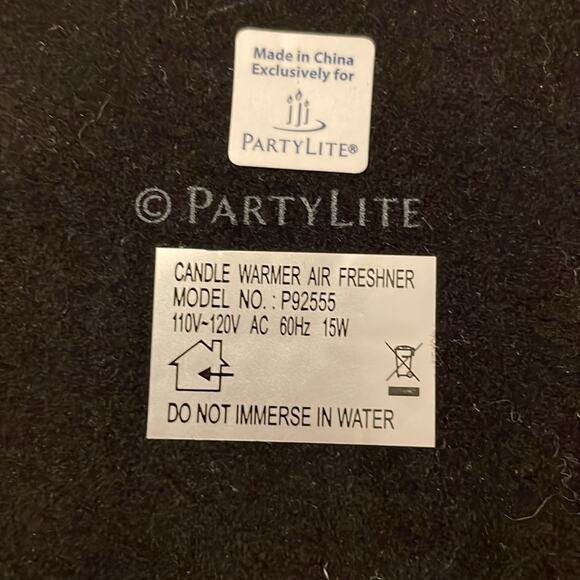 Made in China
Exclusively for
PARTYLITE®
© PARTYLITE
CANDLE WARMER AIR FRESHNER
MODEL NO. : P92555
110V~120V AC 60Hz 15W
DO NOT IMMERSE IN WATER